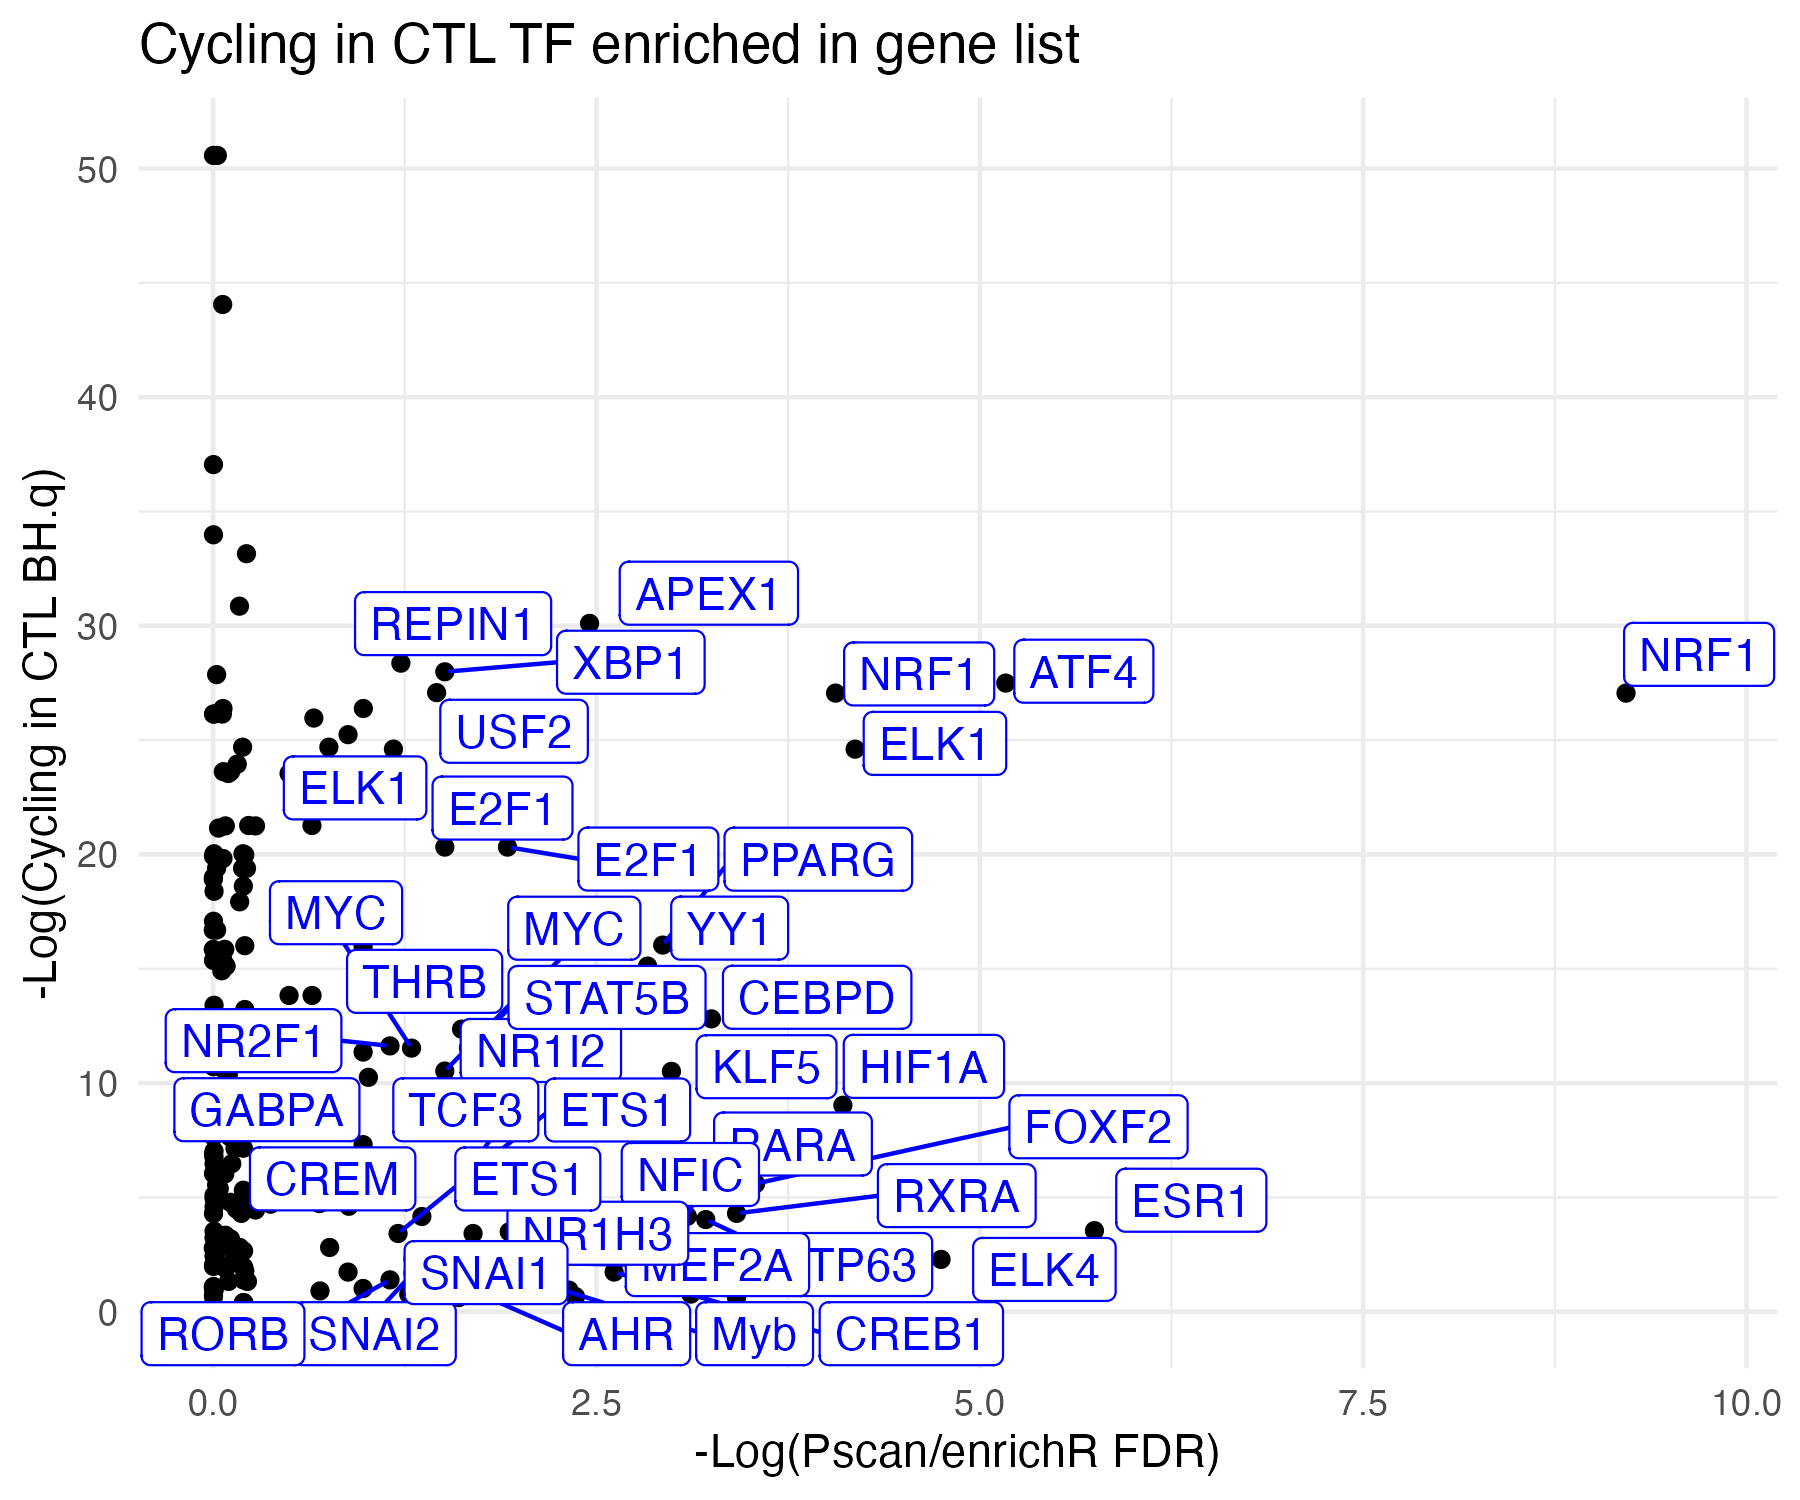 Cycling in CTL TF enriched in gene list
-Log(Cycling in CTL BH.q)
50
40
30
20
10
0
APEX1
REPIN1
XBP1
NRF1
ATF4
NRF1
USF2
ELK1
ELK1
E2F1
E2F1
PPARG
MYC
MYC
YY1
THRB
STAT5B
CEBPD
NR2F1
NR1I2
KLF5
HIF1A
GABPA
TCF3
ETS1
FOXF2
RARA
NFIC
CREM
ETS1
RXRA
ESR1
NR1H3
SNAI1
MEF2A
TP63
ELK4
RORB
SNAI2
AHR
Myb
CREB1
0.0
2.5
5.0
7.5
10.0
-Log(Pscan/enrichR FDR)